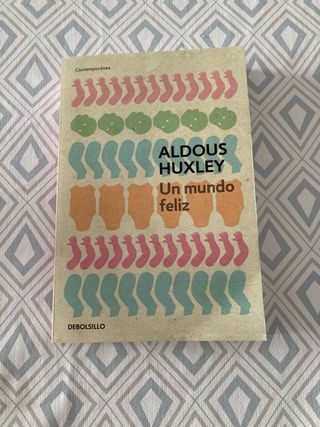 Contemporánea
ALDOUS
HUXLEY
Un mundo
feliz
DEBOLSILLO